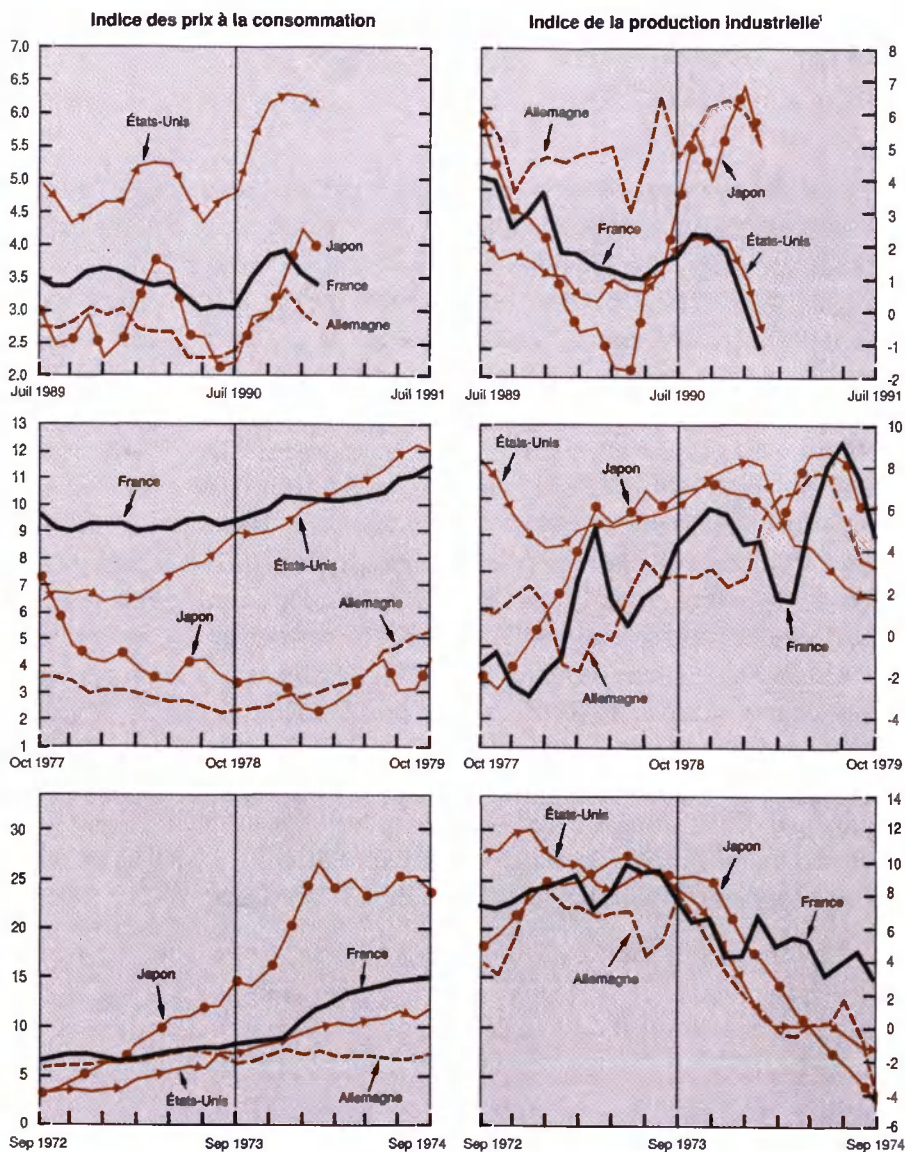 Indice des prix à la consommation
Indice de la production industrielle¹
7.0
6.5
6.0
5.5
5.0
4.5
4.0
3.5
3.0
2.5
2.0
États-Unis
Japon
France
Allemagne
Juil 1989
Juil 1990
Juil 1991
8
7
6
5
4
3
2
1
0
-1
-2
Allemagne
Japon
France
États-Unis
Juil 1989
Juil 1990
Juil 1991
13
12
11
10
9
8
7
6
5
4
3
2
1
France
États-Unis
Japon
Allemagne
Oct 1977
Oct 1978
Oct 1979
10
8
6
4
2
0
-2
-4
États-Unis
Japon
Allemagne
France
Oct 1977
Oct 1978
Oct 1979
30
25
20
15
10
5
0
Japon
France
États-Unis
Allemagne
Sep 1972
Sep 1973
Sep 1974
14
12
10
8
6
4
2
0
-2
-4
-6
États-Unis
Japon
France
Allemagne
Sep 1972
Sep 1973
Sep 1974